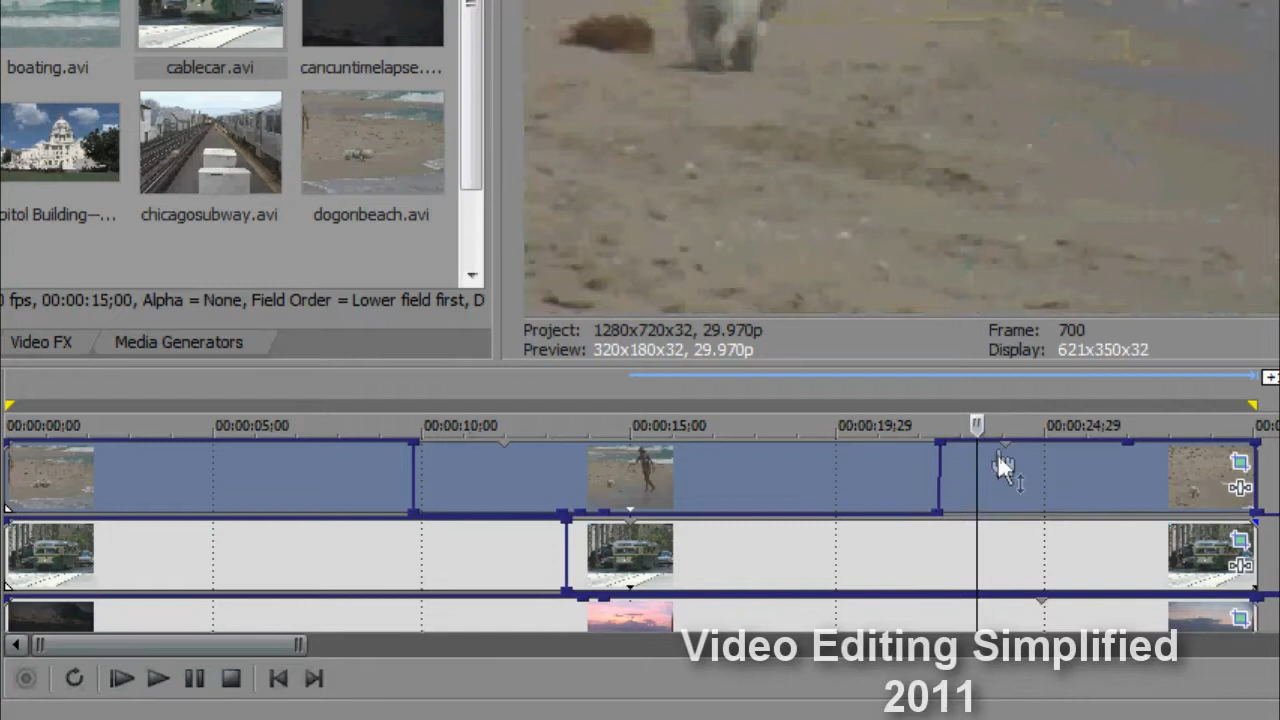 boating.avi
cablecar.avi
cancuntimelapse....
pitol Building—...
chicagosubway.avi
dogonbeach.avi
0 fps, 00:00:15;00, Alpha = None, Field Order = Lower field first, D
Video FX
Media Generators
Project: 1280x720x32, 29.970p
Frame: 700
Preview: 320x180x32, 29.970p
Display: 621x350x32
00:00:00;00
00:00:05;00
00:00:10;00
00:00:15;00
00:00:19;29
00:00:24;29
00:0
Video Editing Simplified
2011